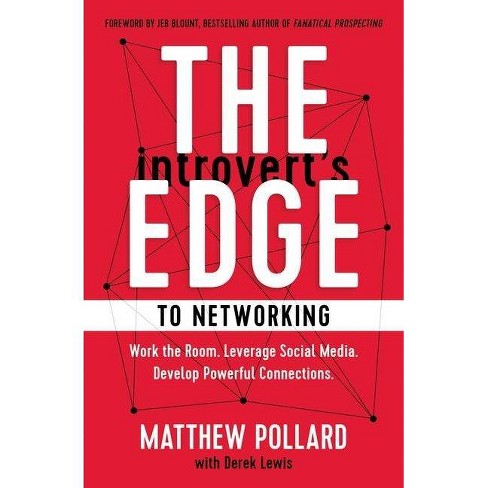 FOREWORD BY JEB BLOUNT, BESTSELLING AUTHOR OF FANATICAL PROSPECTING
THE
introvert's
EDGE
TO NETWORKING
Work the Room. Leverage Social Media.
Develop Powerful Connections.
MATTHEW POLLARD
with Derek Lewis